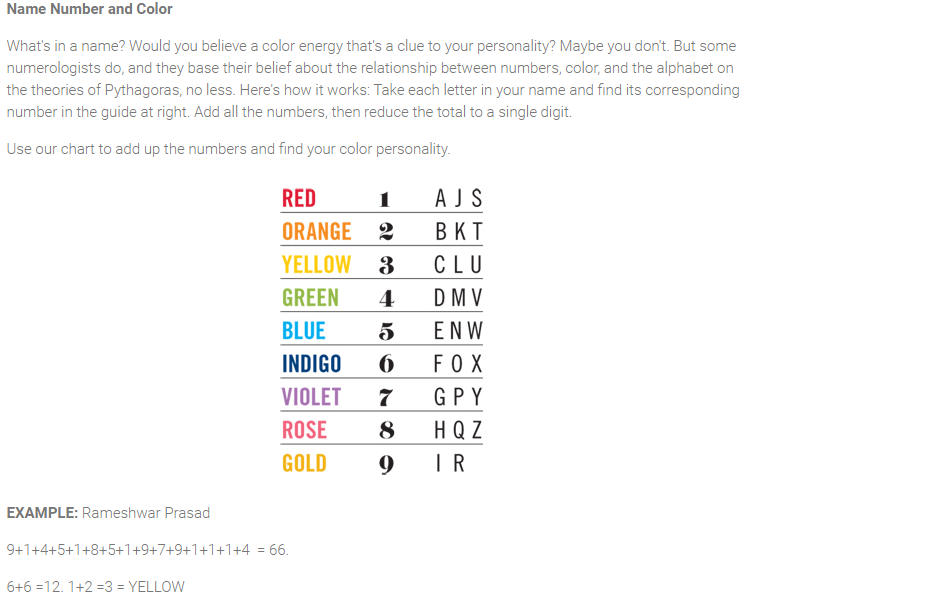 Name Number and Color
What's in a name? Would you believe a color energy that's a clue to your personality? Maybe you don't. But some
numerologists do, and they base their belief about the relationship between numbers, color, and the alphabet on
the theories of Pythagoras, no less. Here's how it works: Take each letter in your name and find its corresponding
number in the guide at right. Add all the numbers, then reduce the total to a single digit.
Use our chart to add up the numbers and find your color personality.
RED 1 A J S
ORANGE 2 B K T
YELLOW 3 C L U
GREEN 4 D M V
BLUE 5 E N W
INDIGO 6 F O X
VIOLET 7 G P Y
ROSE 8 H Q Z
GOLD 9 I R
EXAMPLE: Rameshwar Prasad
9+1+4+5+1+8+5+1+9+7+9+1+1+1+4 = 66.
6+6 =12. 1+2 =3 = YELLOW